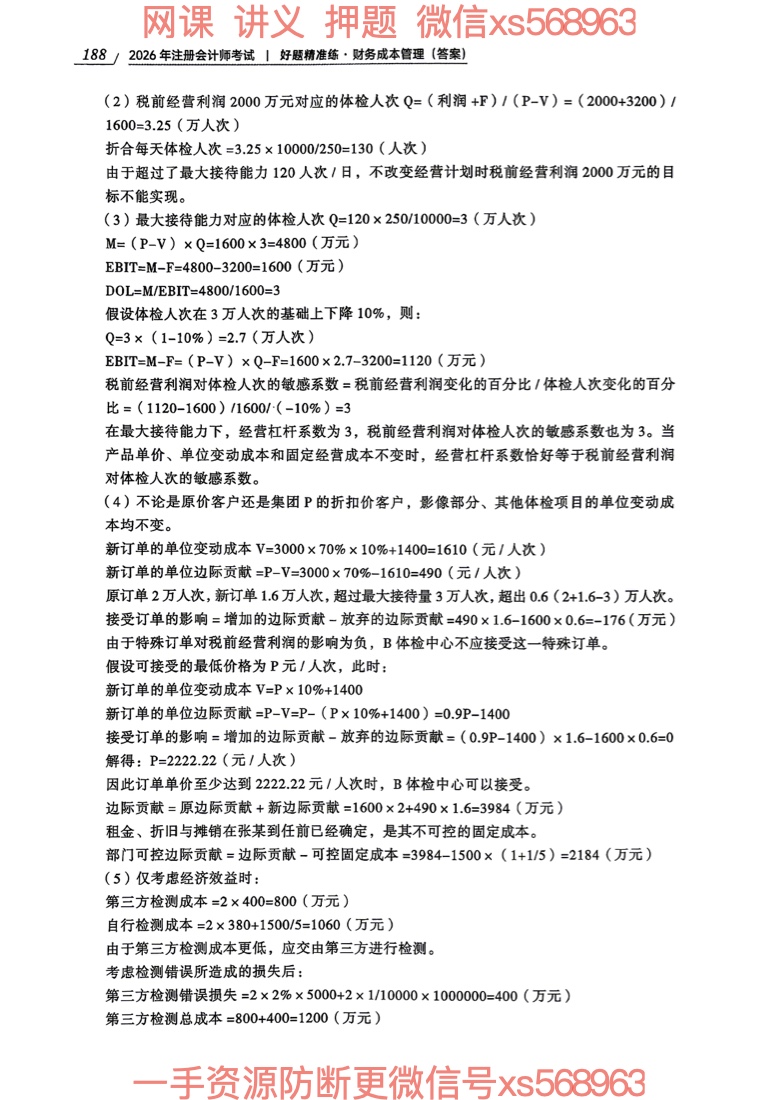 网课 讲义 押题 微信xs568963
188 / 2026 年注册会计师考试 | 好题精准练·财务成本管理（答案）
（2）税前经营利润 2000 万元对应的体检人次 Q=（利润 +F）/（P−V）=（2000+3200）/
1600=3.25（万人次）
折合每天体检人次 =3.25 × 10000/250=130（人次）
由于超过了最大接待能力 120 人次 / 日，不改变经营计划时税前经营利润 2000 万元的目
标不能实现。
（3）最大接待能力对应的体检人次 Q=120 × 250/10000=3（万人次）
M=（P−V）× Q=1600 × 3=4800（万元）
EBIT=M−F=4800−3200=1600（万元）
DOL=M/EBIT=4800/1600=3
假设体检人次在 3 万人次的基础上下降 10%，则：
Q=3 ×（1−10%）=2.7（万人次）
EBIT=M−F=（P−V）× Q−F=1600 × 2.7−3200=1120（万元）
税前经营利润对体检人次的敏感系数 = 税前经营利润变化的百分比 / 体检人次变化的百分
比 =（1120−1600）/1600/（−10%）=3
在最大接待能力下，经营杠杆系数为 3，税前经营利润对体检人次的敏感系数也为 3。当
产品单价、单位变动成本和固定经营成本不变时，经营杠杆系数恰好等于税前经营利润
对体检人次的敏感系数。
（4）不论是原价客户还是集团 P 的折扣价客户，影像部分、其他体检项目的单位变动成
本均不变。
新订单的单位变动成本 V=3000 × 70% × 10%+1400=1610（元 / 人次）
新订单的单位边际贡献 =P−V=3000 × 70%−1610=490（元 / 人次）
原订单 2 万人次，新订单 1.6 万人次，超过最大接待量 3 万人次，超出 0.6（2+1.6−3）万人次。
接受订单的影响 = 增加的边际贡献 − 放弃的边际贡献 =490 × 1.6−1600 × 0.6=−176（万元）
由于特殊订单对税前经营利润的影响为负，B 体检中心不应接受这一特殊订单。
假设可接受的最低价格为 P 元 / 人次，此时：
新订单的单位变动成本 V=P × 10%+1400
新订单的单位边际贡献 =P−V=P−（P × 10%+1400）=0.9P−1400
接受订单的影响 = 增加的边际贡献 − 放弃的边际贡献 =（0.9P−1400）× 1.6−1600 × 0.6=0
解得：P=2222.22（元 / 人次）
因此订单单价至少达到 2222.22 元 / 人次时，B 体检中心可以接受。
边际贡献 = 原边际贡献 + 新边际贡献 =1600 × 2+490 × 1.6=3984（万元）
租金、折旧与摊销在张某到任前已经确定，是其不可控的固定成本。
部门可控边际贡献 = 边际贡献 − 可控固定成本 =3984−1500 ×（1+1/5）=2184（万元）
（5）仅考虑经济效益时：
第三方检测成本 =2 × 400=800（万元）
自行检测成本 =2 × 380+1500/5=1060（万元）
由于第三方检测成本更低，应交由第三方进行检测。
考虑检测错误所造成的损失后：
第三方检测错误损失 =2 × 2% × 5000+2 × 1/10000 × 1000000=400（万元）
第三方检测总成本 =800+400=1200（万元）
一手资源防断更微信号xs568963